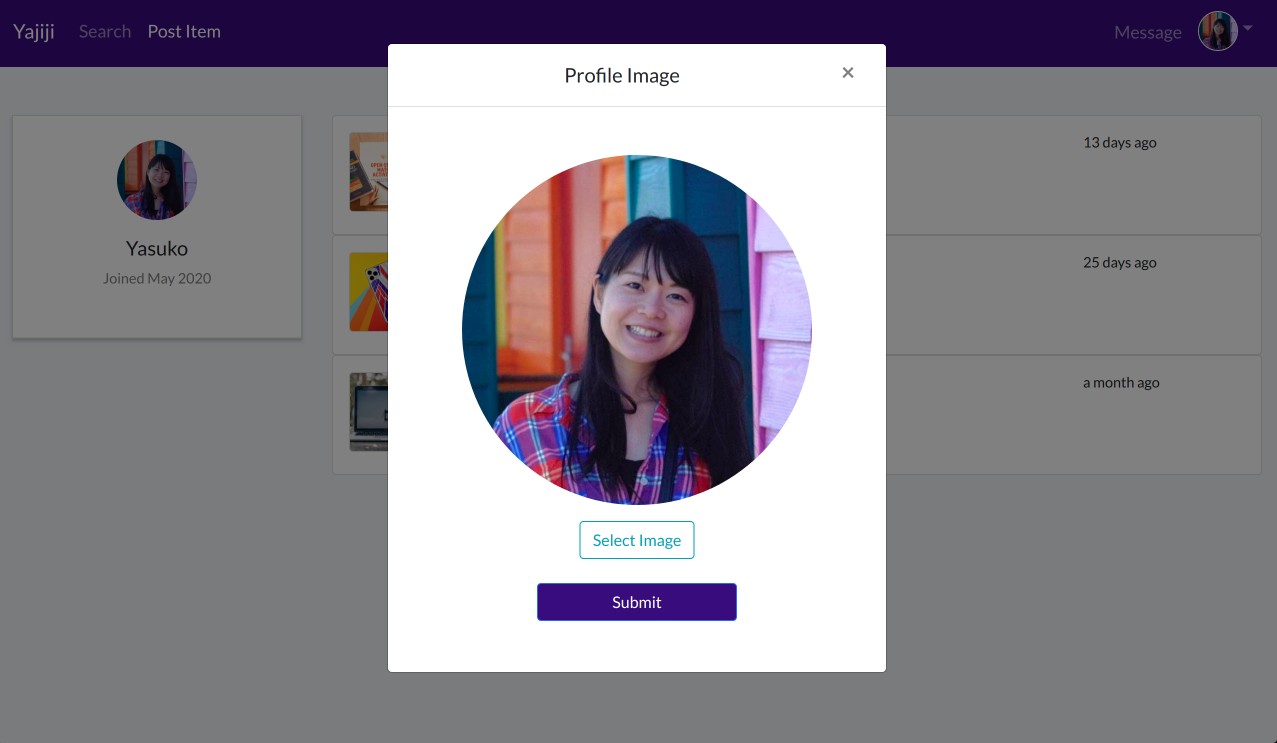 Yajiji Search Post Item Message
Profile Image ×
Yasuko
Joined May 2020
13 days ago
25 days ago
a month ago
Select Image
Submit